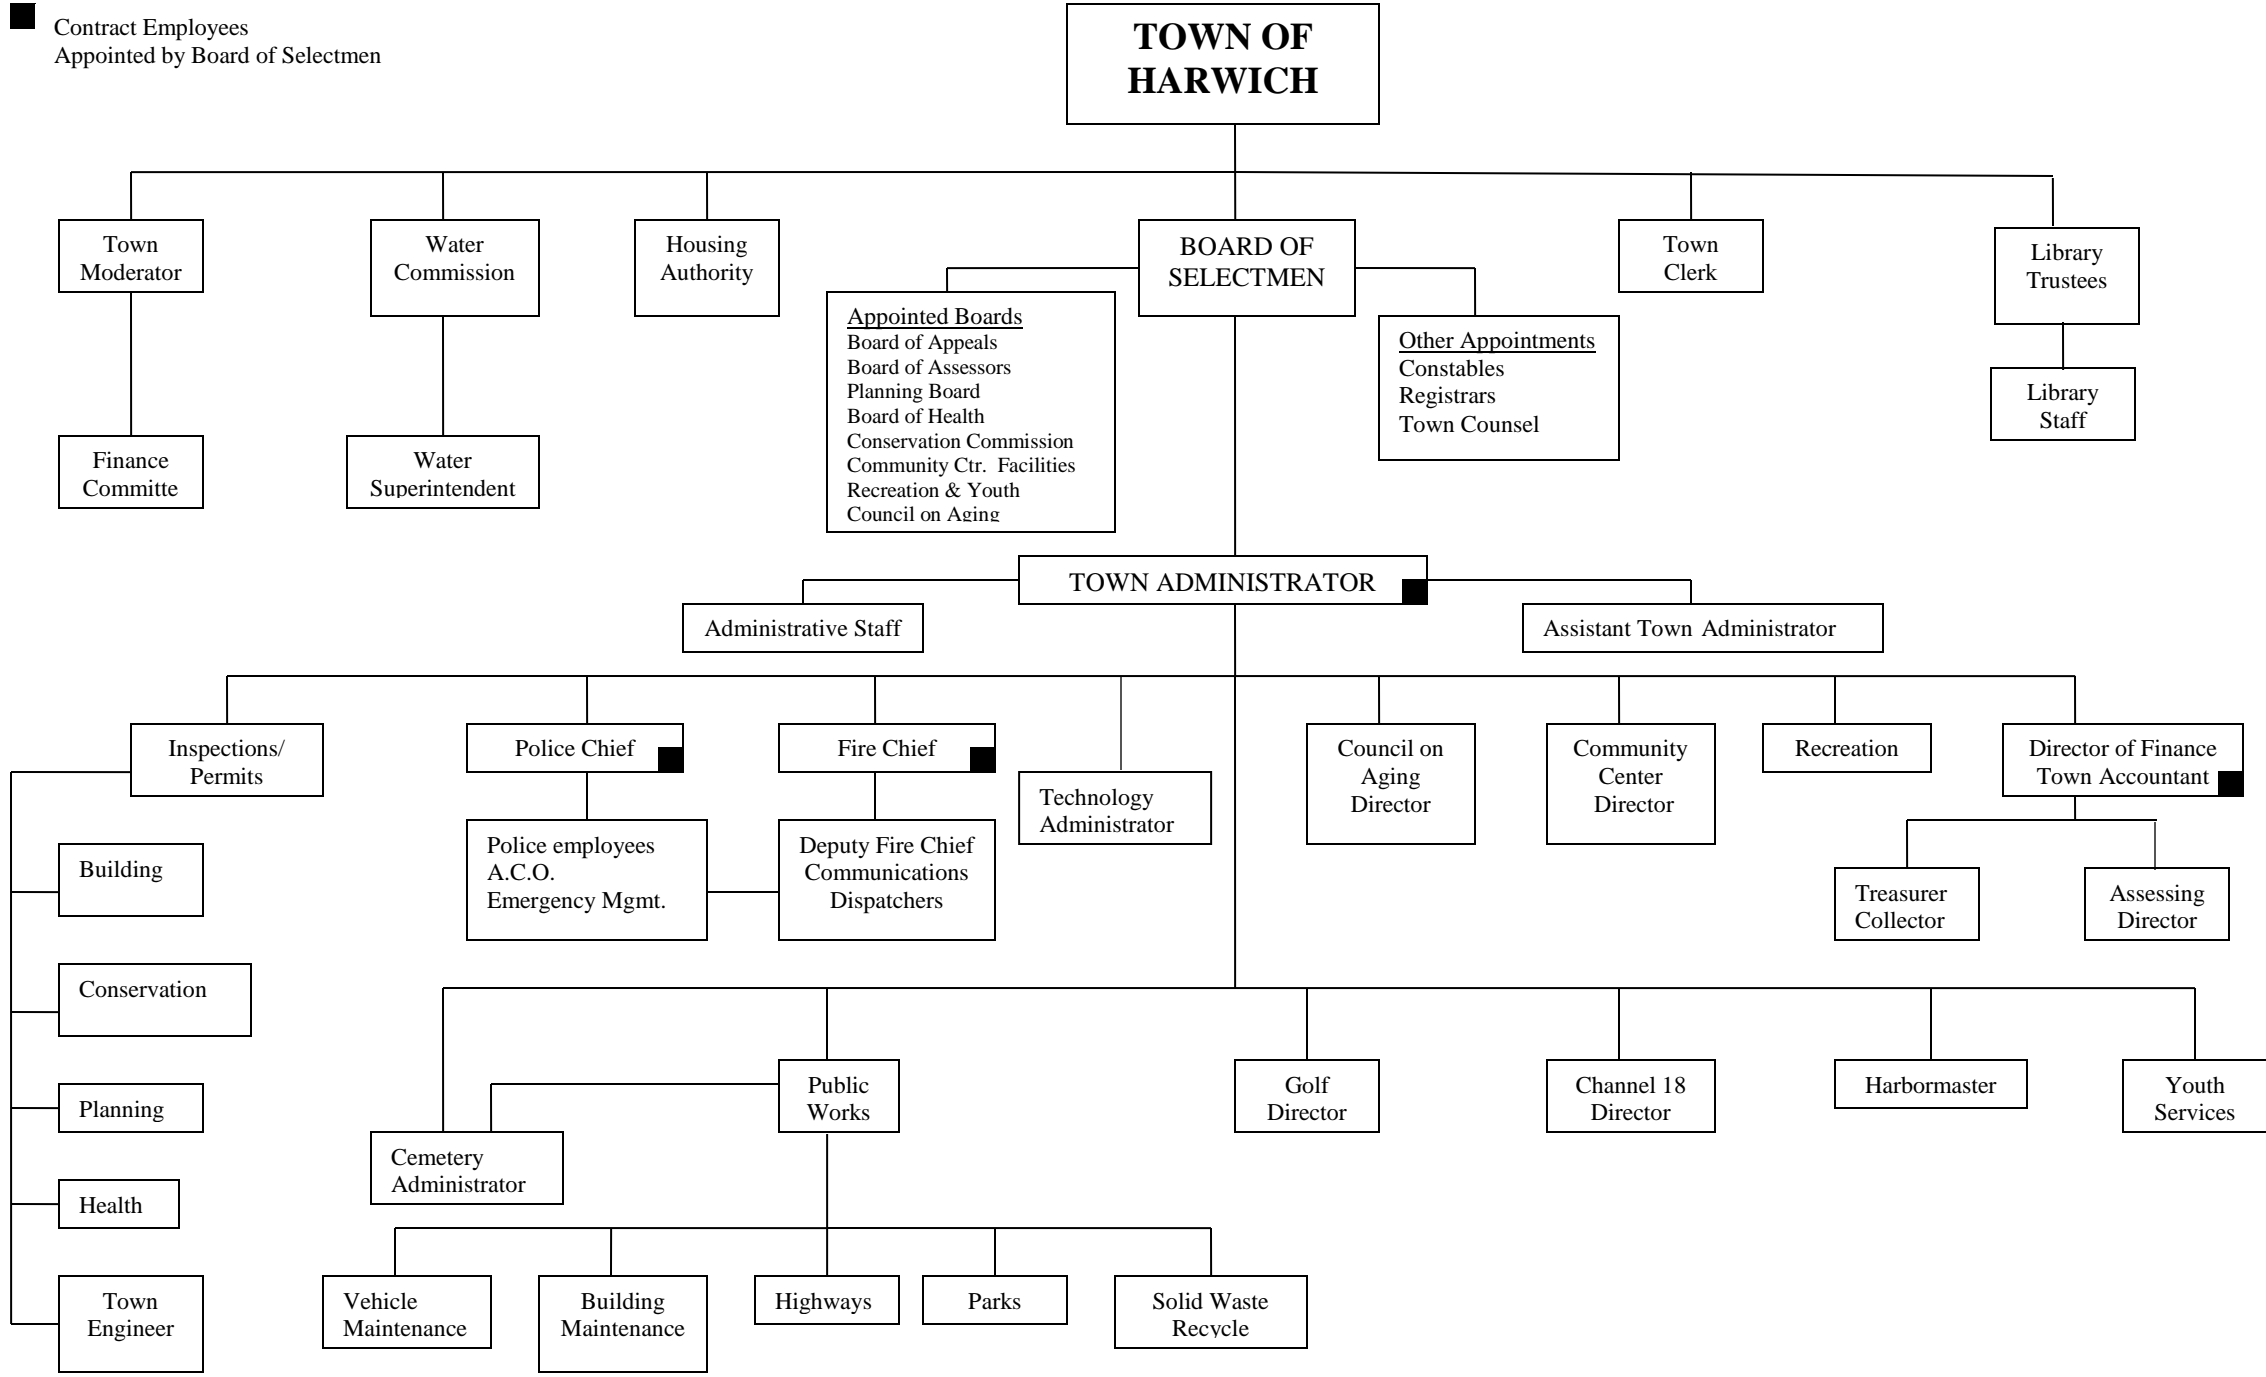 Contract Employees
Appointed by Board of Selectmen
TOWN OF
HARWICH
Town
Moderator
Water
Commission
Housing
Authority
BOARD OF
SELECTMEN
Town
Clerk
Library
Trustees
Appointed Boards
Board of Appeals
Board of Assessors
Planning Board
Board of Health
Conservation Commission
Community Ctr. Facilities
Recreation & Youth
Council on Aging
Other Appointments
Constables
Registrars
Town Counsel
Library
Staff
Finance
Committe
Water
Superintendent
TOWN ADMINISTRATOR
Administrative Staff
Assistant Town Administrator
Inspections/
Permits
Police Chief
Fire Chief
Technology
Administrator
Council on
Aging
Director
Community
Center
Director
Recreation
Director of Finance
Town Accountant
Police employees
A.C.O.
Emergency Mgmt.
Deputy Fire Chief
Communications
Dispatchers
Treasurer
Collector
Assessing
Director
Building
Conservation
Planning
Health
Town
Engineer
Public
Works
Cemetery
Administrator
Golf
Director
Channel 18
Director
Harbormaster
Youth
Services
Vehicle
Maintenance
Building
Maintenance
Highways
Parks
Solid Waste
Recycle